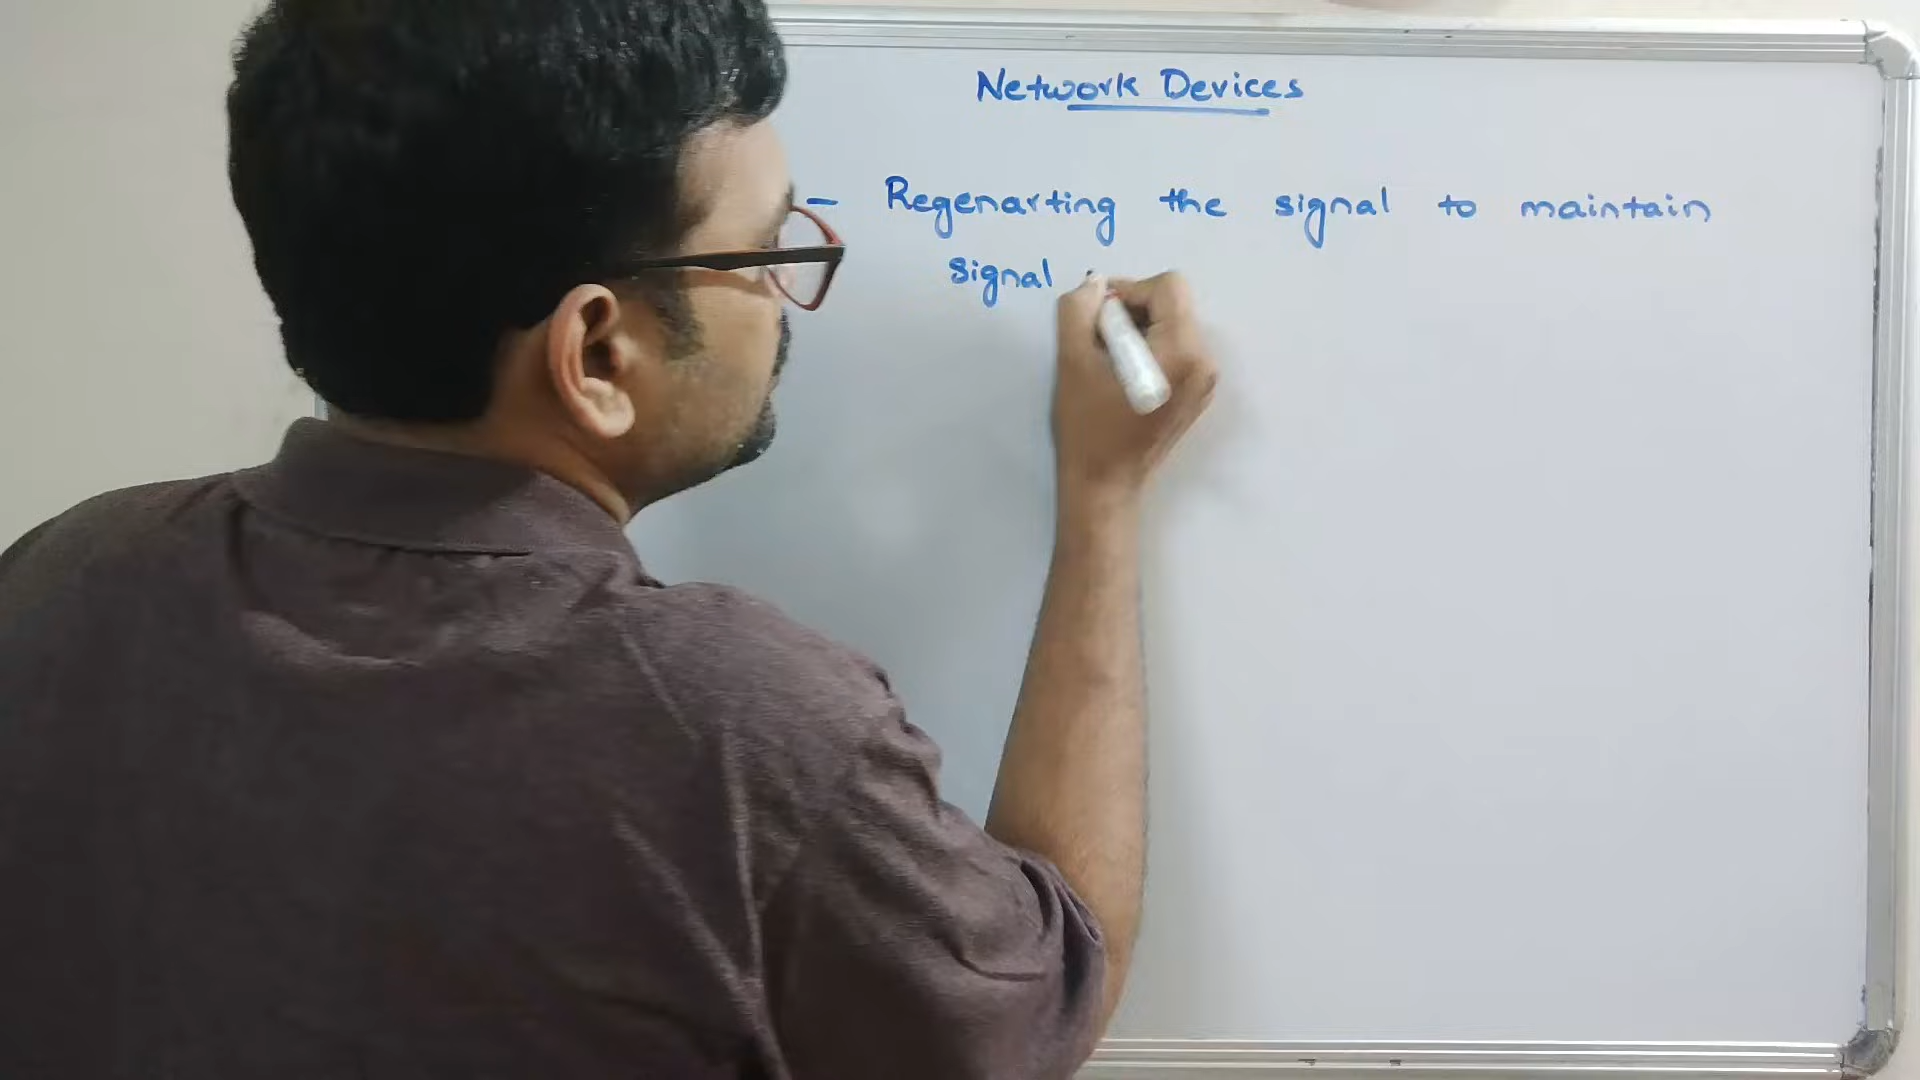 Network Devices
- Regenarting the signal to maintain
signal